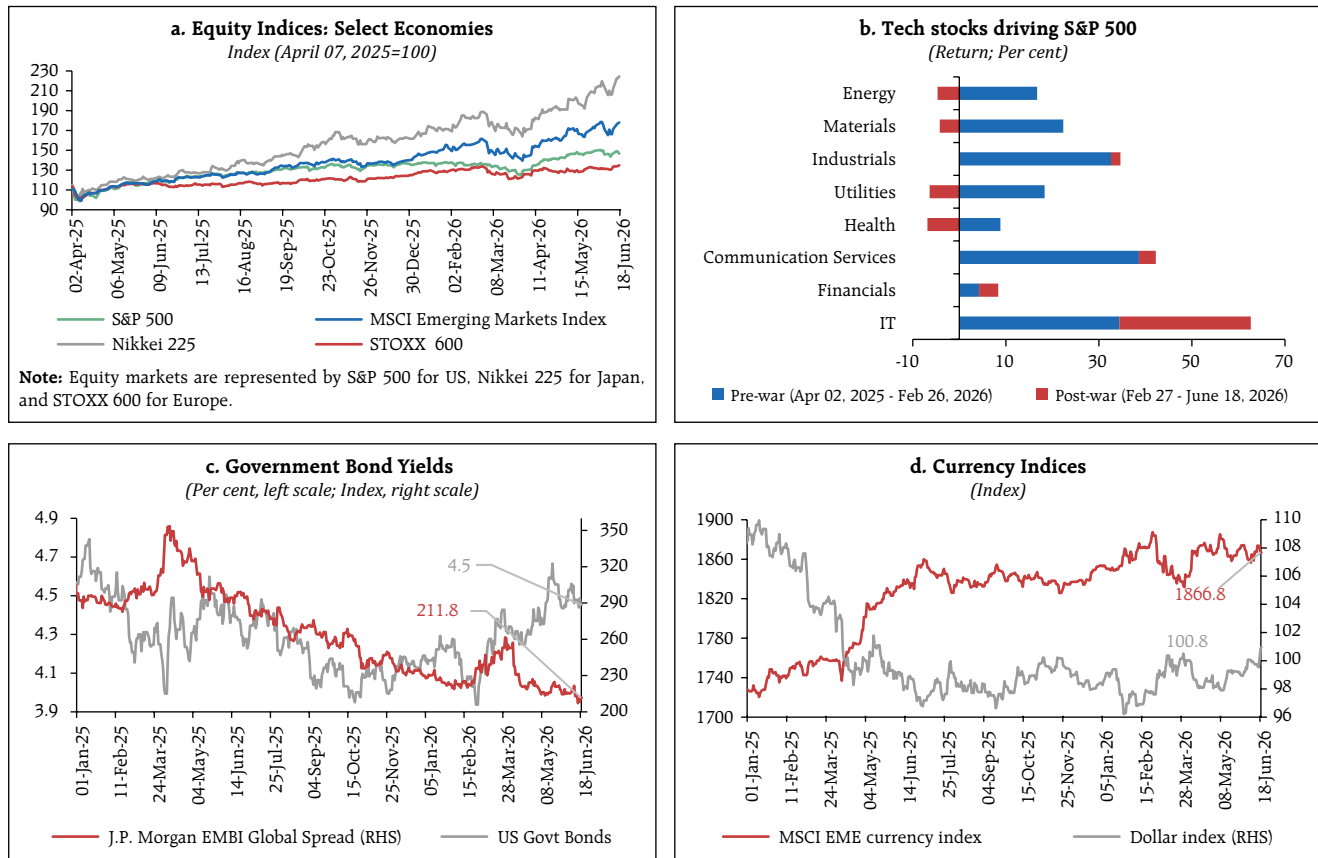 a. Equity Indices: Select Economies
Index (April 07, 2025=100)
230
210
190
170
150
130
110
90
02-Apr-25
06-May-25
09-Jun-25
13-Jul-25
16-Aug-25
19-Sep-25
23-Oct-25
26-Nov-25
30-Dec-25
02-Feb-26
08-Mar-26
11-Apr-26
15-May-26
18-Jun-26
S&P 500
MSCI Emerging Markets Index
Nikkei 225
STOXX 600
Note: Equity markets are represented by S&P 500 for US, Nikkei 225 for Japan,
and STOXX 600 for Europe.
b. Tech stocks driving S&P 500
(Return; Per cent)
Energy
Materials
Industrials
Utilities
Health
Communication Services
Financials
IT
-10
10
30
50
70
Pre-war (Apr 02, 2025 - Feb 26, 2026)
Post-war (Feb 27 - June 18, 2026)
c. Government Bond Yields
(Per cent, left scale; Index, right scale)
4.9
4.7
4.5
4.3
4.1
3.9
350
320
290
260
230
200
4.5
211.8
01-Jan-25
11-Feb-25
24-Mar-25
04-May-25
14-Jun-25
25-Jul-25
04-Sep-25
15-Oct-25
25-Nov-25
05-Jan-26
15-Feb-26
28-Mar-26
08-May-26
18-Jun-26
J.P. Morgan EMBI Global Spread (RHS)
US Govt Bonds
d. Currency Indices
(Index)
1900
1860
1820
1780
1740
1700
110
108
106
104
102
100
98
96
1866.8
100.8
01-Jan-25
11-Feb-25
24-Mar-25
04-May-25
14-Jun-25
25-Jul-25
04-Sep-25
15-Oct-25
25-Nov-25
05-Jan-26
15-Feb-26
28-Mar-26
08-May-26
18-Jun-26
MSCI EME currency index
Dollar index (RHS)